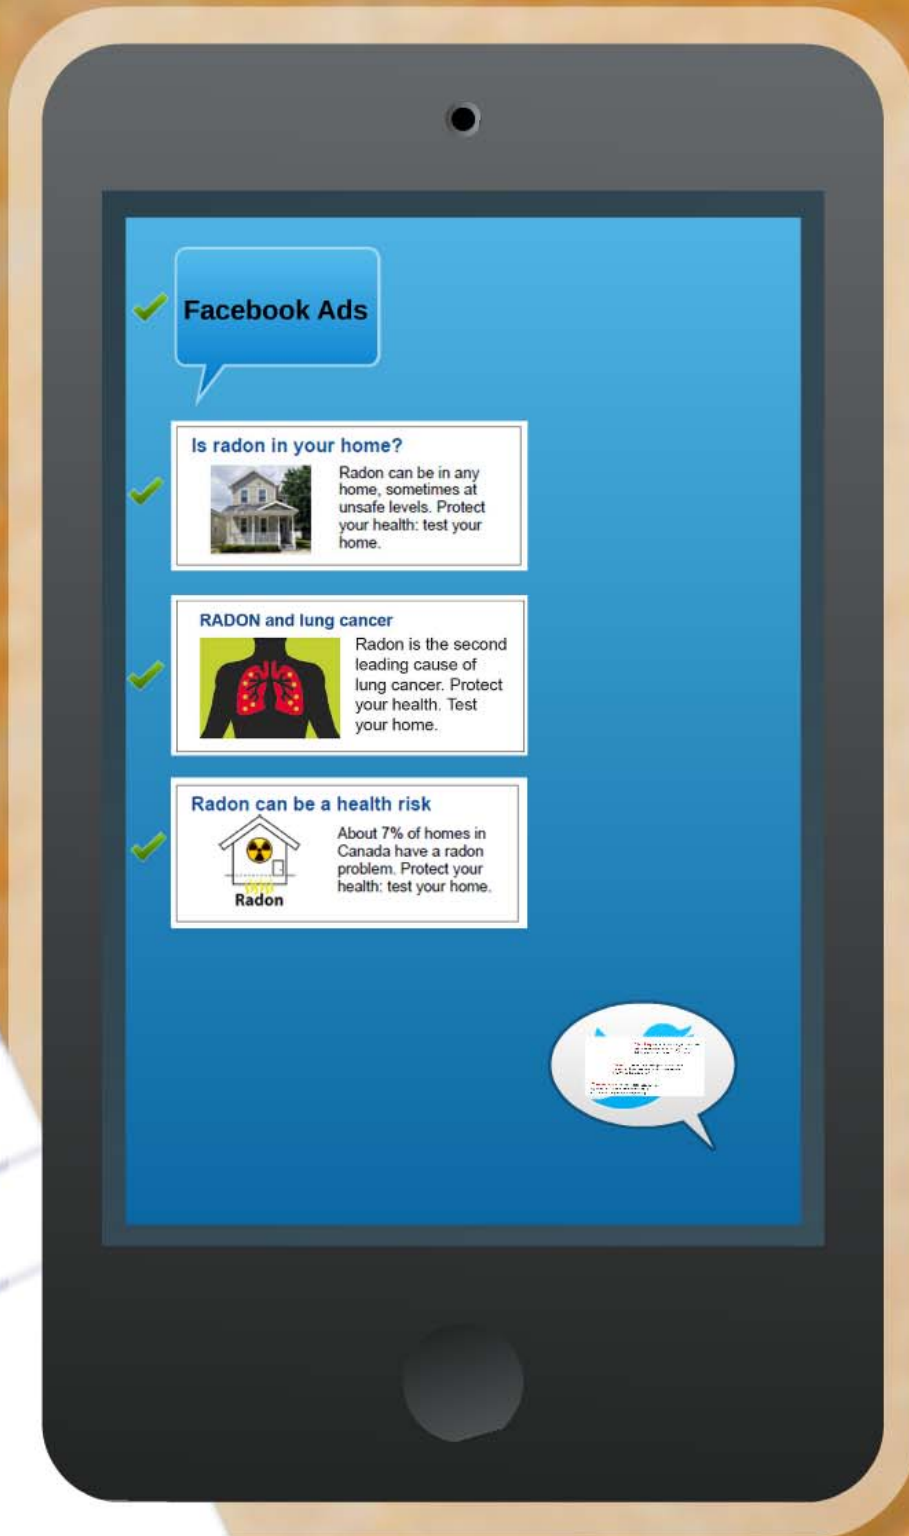 Facebook Ads
Is radon in your home?
Radon can be in any
home, sometimes at
unsafe levels. Protect
your health: test your
home.
RADON and lung cancer
Radon is the second
leading cause of
lung cancer. Protect
your health. Test
your home.
Radon can be a health risk
About 7% of homes in
Canada have a radon
problem. Protect your
health: test your home.
Radon